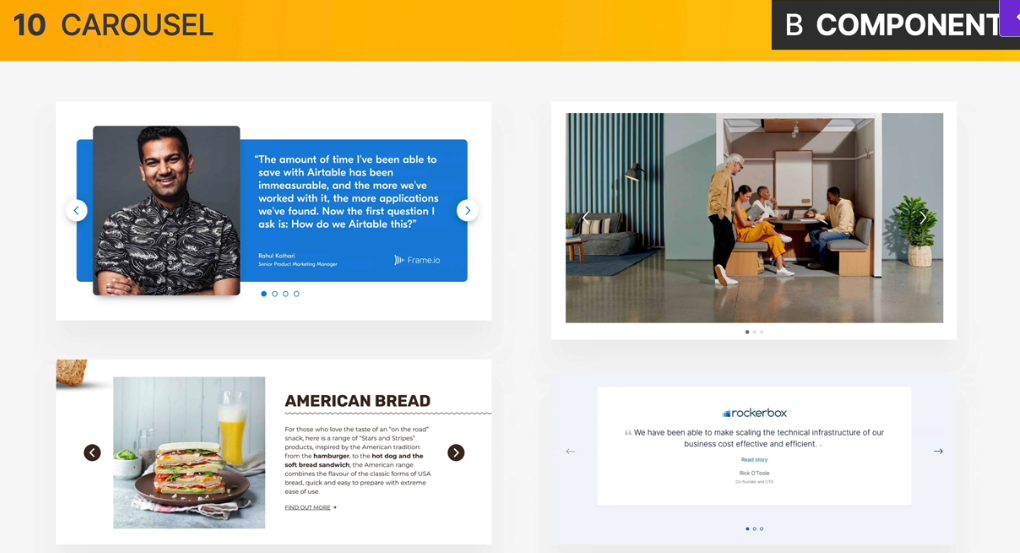 10 CAROUSEL
B COMPONENT
“The amount of time I’ve been able to
save with Airtable has been
immeasurable, and the more we’ve
worked with it, the more applications
we’ve found. Now the first question I
ask is: How do we Airtable this?”
Rahul Kothari
Senior Product Marketing Manager
Frame.io
AMERICAN BREAD
For those who love the taste of an “on the road”
snack, here is a range of “Stars and Stripes”
products, inspired by the American tradition:
from the hamburger, to the hot dog and the
soft bread sandwich, the American range
combines the flavour of the classic forms of USA
bread, quick and easy to prepare with extreme
ease of use.
FIND OUT MORE
rockerbox
“ We have been able to make scaling the technical infrastructure of our
business cost effective and efficient. „
Read story
Rick O'Toole
Co-founder and CTO